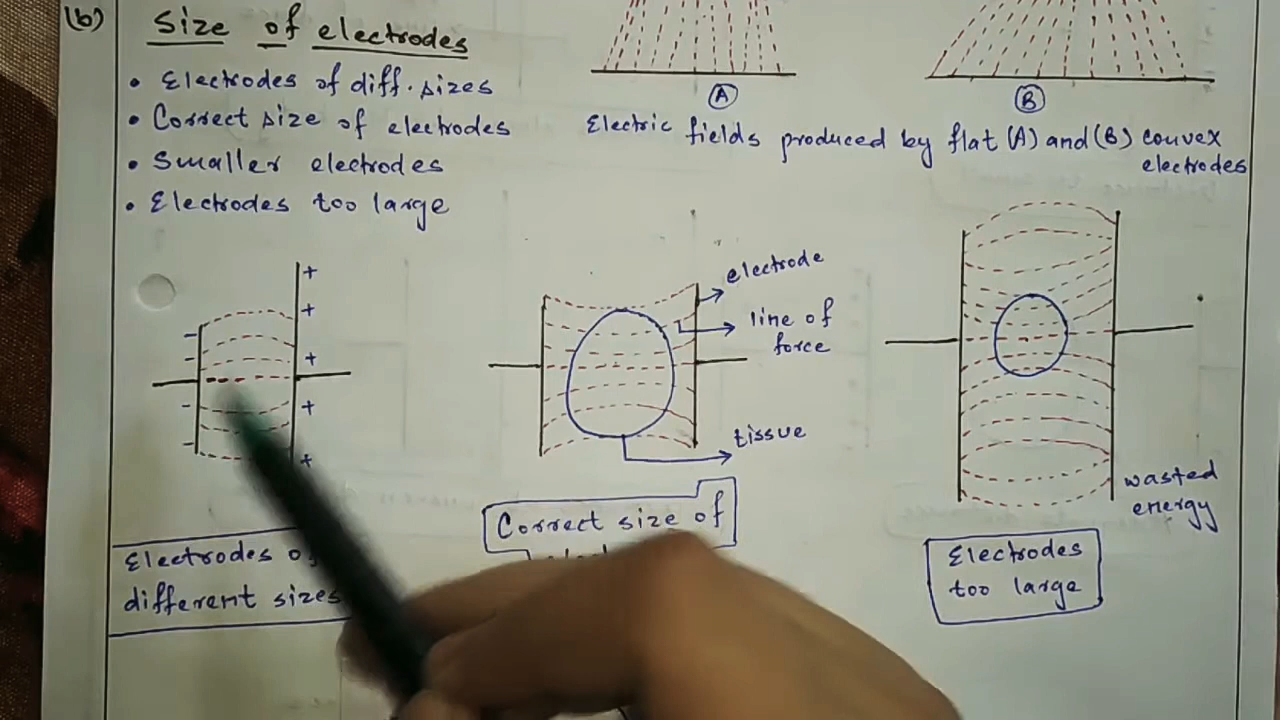 (b) Size of electrodes
• Electrodes of diff. sizes
• Correct size of electrodes
• Smaller electrodes
• Electrodes too large
A
B
Electric fields produced by flat (A) and (B) convex
electrodes
+
+
+
+
+
-
-
-
-
electrode
line of
force
tissue
wasted
energy
Electrodes
different sizes
Correct size of
Electrodes
too large